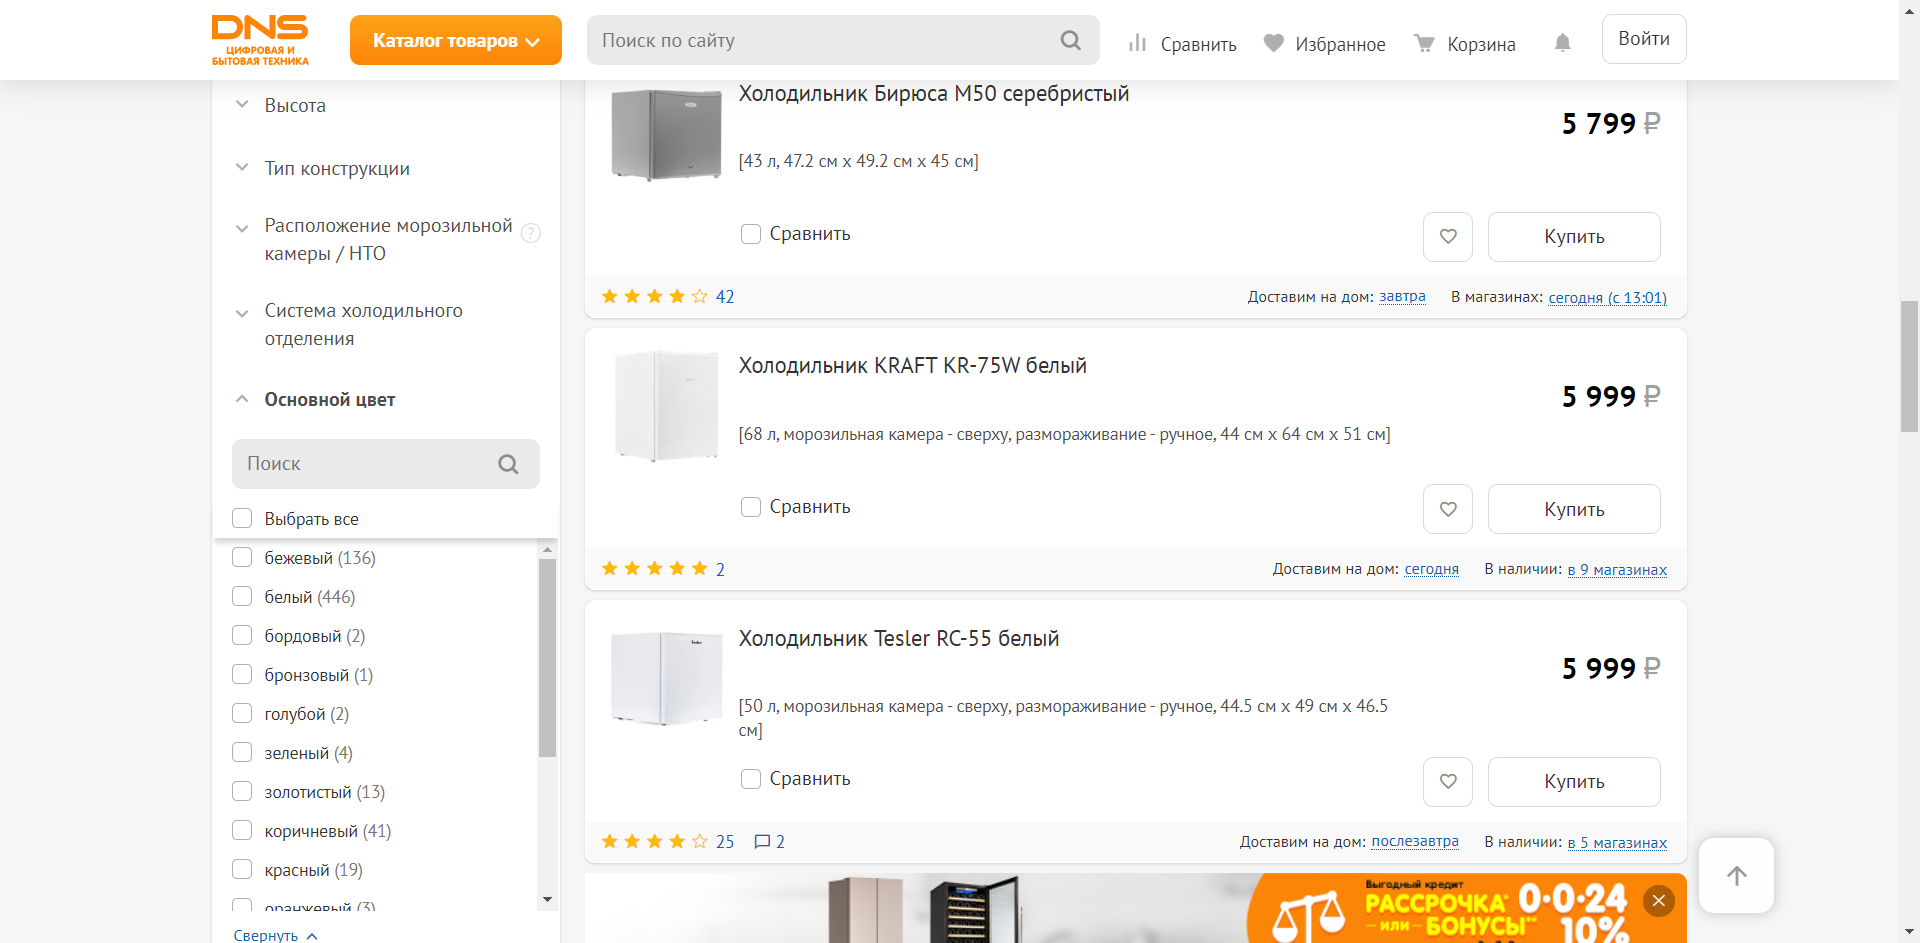 DNS
ЦИФРОВАЯ И
БЫТОВАЯ ТЕХНИКА
Каталог товаров
Поиск по сайту
Сравнить
Избранное
Корзина
Войти
Высота
Тип конструкции
Расположение морозильной
камеры / НТО
?
Система холодильного
отделения
Основной цвет
Поиск
Выбрать все
бежевый (136)
белый (446)
бордовый (2)
бронзовый (1)
голубой (2)
зеленый (4)
золотистый (13)
коричневый (41)
красный (19)
оранжевый (3)
Свернуть
Холодильник Бирюса М50 серебристый
5 799 ₽
[43 л, 47.2 см x 49.2 см x 45 см]
Сравнить
Купить
42
Доставим на дом: завтра
В магазинах: сегодня (с 13:01)
Холодильник KRAFT KR-75W белый
5 999 ₽
[68 л, морозильная камера - сверху, размораживание - ручное, 44 см x 64 см x 51 см]
Сравнить
Купить
2
Доставим на дом: сегодня
В наличии: в 9 магазинах
Холодильник Tesler RC-55 белый
5 999 ₽
[50 л, морозильная камера - сверху, размораживание - ручное, 44.5 см x 49 см x 46.5
см]
Сравнить
Купить
25
2
Доставим на дом: послезавтра
В наличии: в 5 магазинах
Выгодный кредит
РАССРОЧКА* 0·0·24
— или — БОНУСЫ** 10%